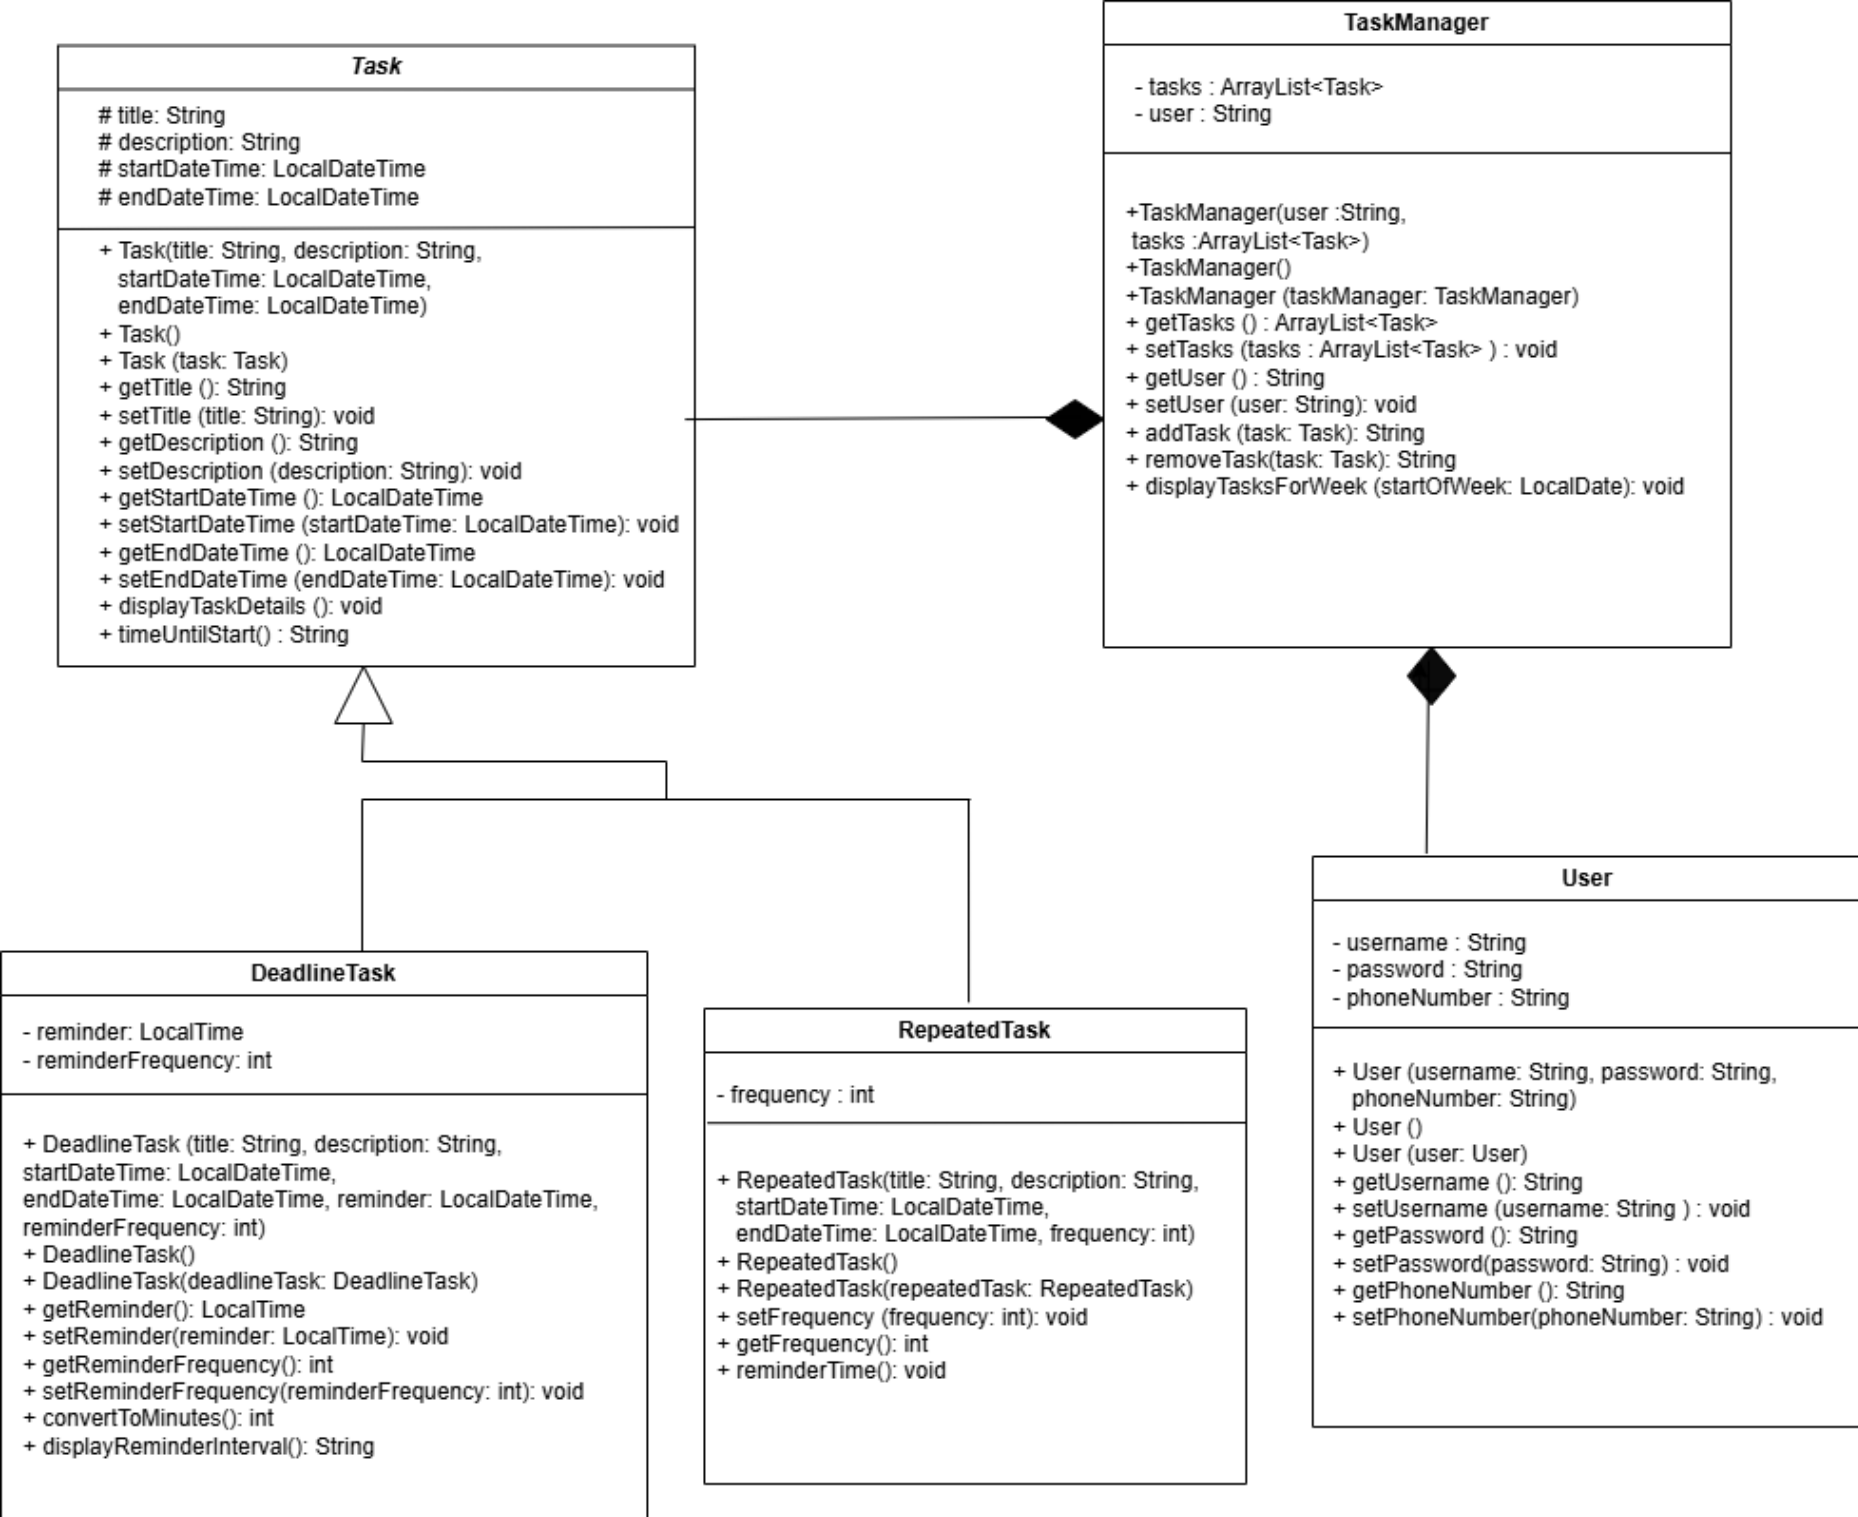 Task
# title: String
# description: String
# startDateTime: LocalDateTime
# endDateTime: LocalDateTime
+ Task(title: String, description: String,
startDateTime: LocalDateTime,
endDateTime: LocalDateTime)
+ Task()
+ Task (task: Task)
+ getTitle (): String
+ setTitle (title: String): void
+ getDescription (): String
+ setDescription (description: String): void
+ getStartDateTime (): LocalDateTime
+ setStartDateTime (startDateTime: LocalDateTime): void
+ getEndDateTime (): LocalDateTime
+ setEndDateTime (endDateTime: LocalDateTime): void
+ displayTaskDetails (): void
+ timeUntilStart() : String
TaskManager
- tasks : ArrayList<Task>
- user : String
+TaskManager(user :String,
tasks :ArrayList<Task>)
+TaskManager()
+TaskManager (taskManager: TaskManager)
+ getTasks () : ArrayList<Task>
+ setTasks (tasks : ArrayList<Task> ) : void
+ getUser () : String
+ setUser (user: String): void
+ addTask (task: Task): String
+ removeTask(task: Task): String
+ displayTasksForWeek (startOfWeek: LocalDate): void
DeadlineTask
- reminder: LocalTime
- reminderFrequency: int
+ DeadlineTask (title: String, description: String,
startDateTime: LocalDateTime,
endDateTime: LocalDateTime, reminder: LocalDateTime,
reminderFrequency: int)
+ DeadlineTask()
+ DeadlineTask(deadlineTask: DeadlineTask)
+ getReminder(): LocalTime
+ setReminder(reminder: LocalTime): void
+ getReminderFrequency(): int
+ setReminderFrequency(reminderFrequency: int): void
+ convertToMinutes(): int
+ displayReminderInterval(): String
RepeatedTask
- frequency : int
+ RepeatedTask(title: String, description: String,
startDateTime: LocalDateTime,
endDateTime: LocalDateTime, frequency: int)
+ RepeatedTask()
+ RepeatedTask(repeatedTask: RepeatedTask)
+ setFrequency (frequency: int): void
+ getFrequency(): int
+ reminderTime(): void
User
- username : String
- password : String
- phoneNumber : String
+ User (username: String, password: String,
phoneNumber: String)
+ User ()
+ User (user: User)
+ getUsername (): String
+ setUsername (username: String ) : void
+ getPassword (): String
+ setPassword(password: String) : void
+ getPhoneNumber (): String
+ setPhoneNumber(phoneNumber: String) : void